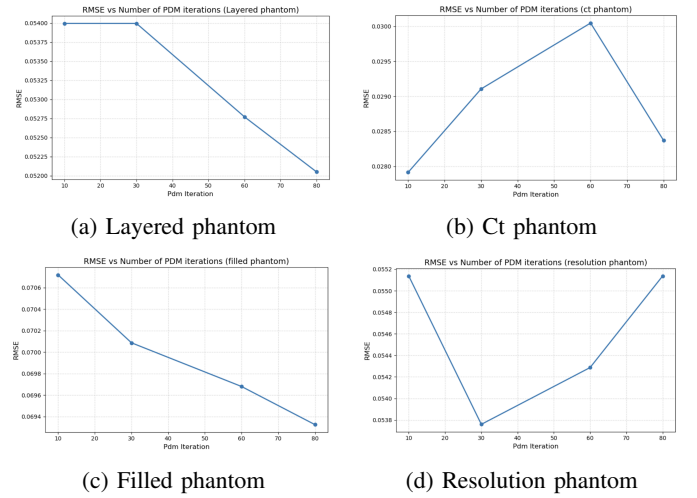 RMSE vs Number of PDM iterations (Layered phantom)
RMSE
0.05400
0.05375
0.05350
0.05325
0.05300
0.05275
0.05250
0.05225
0.05200
10 20 30 40 50 60 70 80
Pdm Iteration
(a) Layered phantom
RMSE vs Number of PDM iterations (ct phantom)
RMSE
0.0300
0.0295
0.0290
0.0285
0.0280
10 20 30 40 50 60 70 80
Pdm Iteration
(b) Ct phantom
RMSE vs Number of PDM iterations (filled phantom)
RMSE
0.0706
0.0704
0.0702
0.0700
0.0698
0.0696
0.0694
10 20 30 40 50 60 70 80
Pdm Iteration
(c) Filled phantom
RMSE vs Number of PDM iterations (resolution phantom)
RMSE
0.0552
0.0550
0.0548
0.0546
0.0544
0.0542
0.0540
0.0538
10 20 30 40 50 60 70 80
Pdm Iteration
(d) Resolution phantom